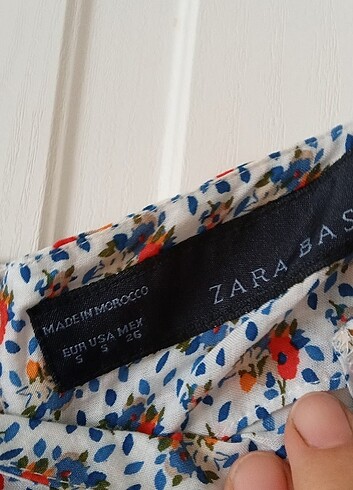 ZARA BAS
MADE IN MOROCCO
EUR USA MEX
S S 26